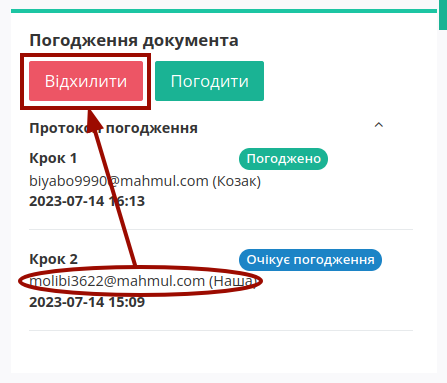 Погодження документа
Відхилити Погодити
Протокол погодження
Крок 1 Погоджено
biyabo9990@mahmul.com (Козак)
2023-07-14 16:13
Крок 2 Очікує погодження
molibi3622@mahmul.com (Наша)
2023-07-14 15:09